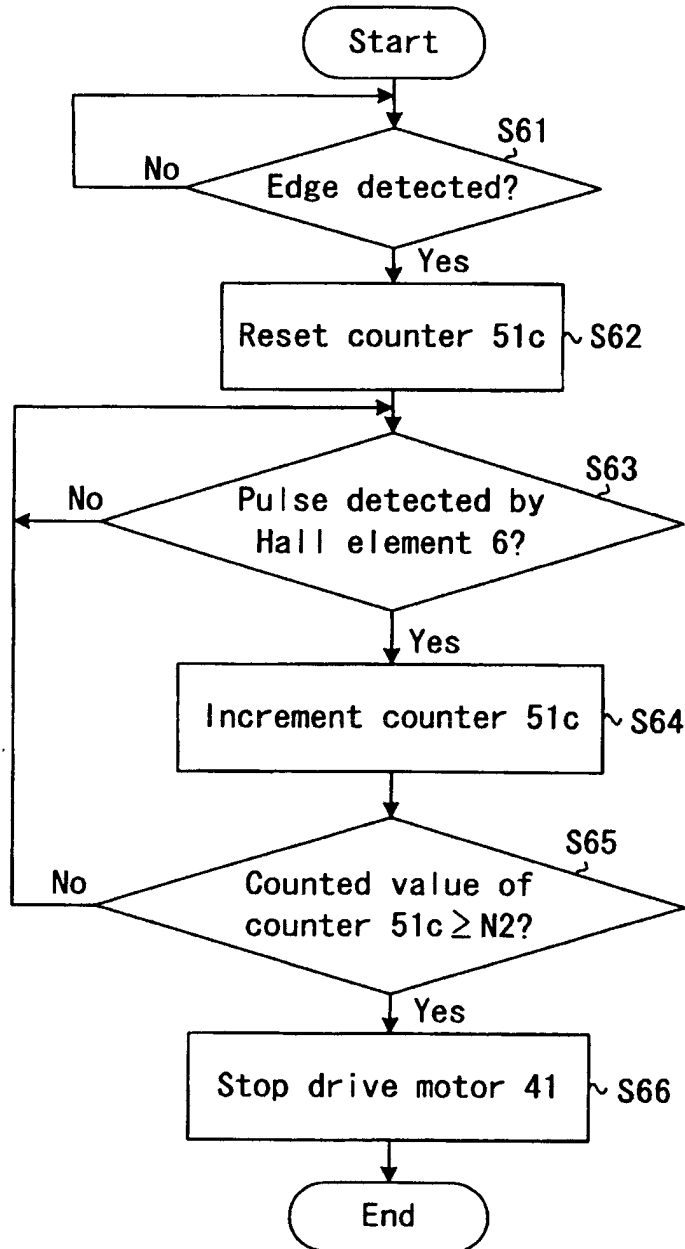 Start
S61
No
Edge detected?
Yes
Reset counter 51c
S62
S63
No
Pulse detected by
Hall element 6?
Yes
Increment counter 51c
S64
S65
No
Counted value of
counter 51c ≥ N2?
Yes
Stop drive motor 41
S66
End